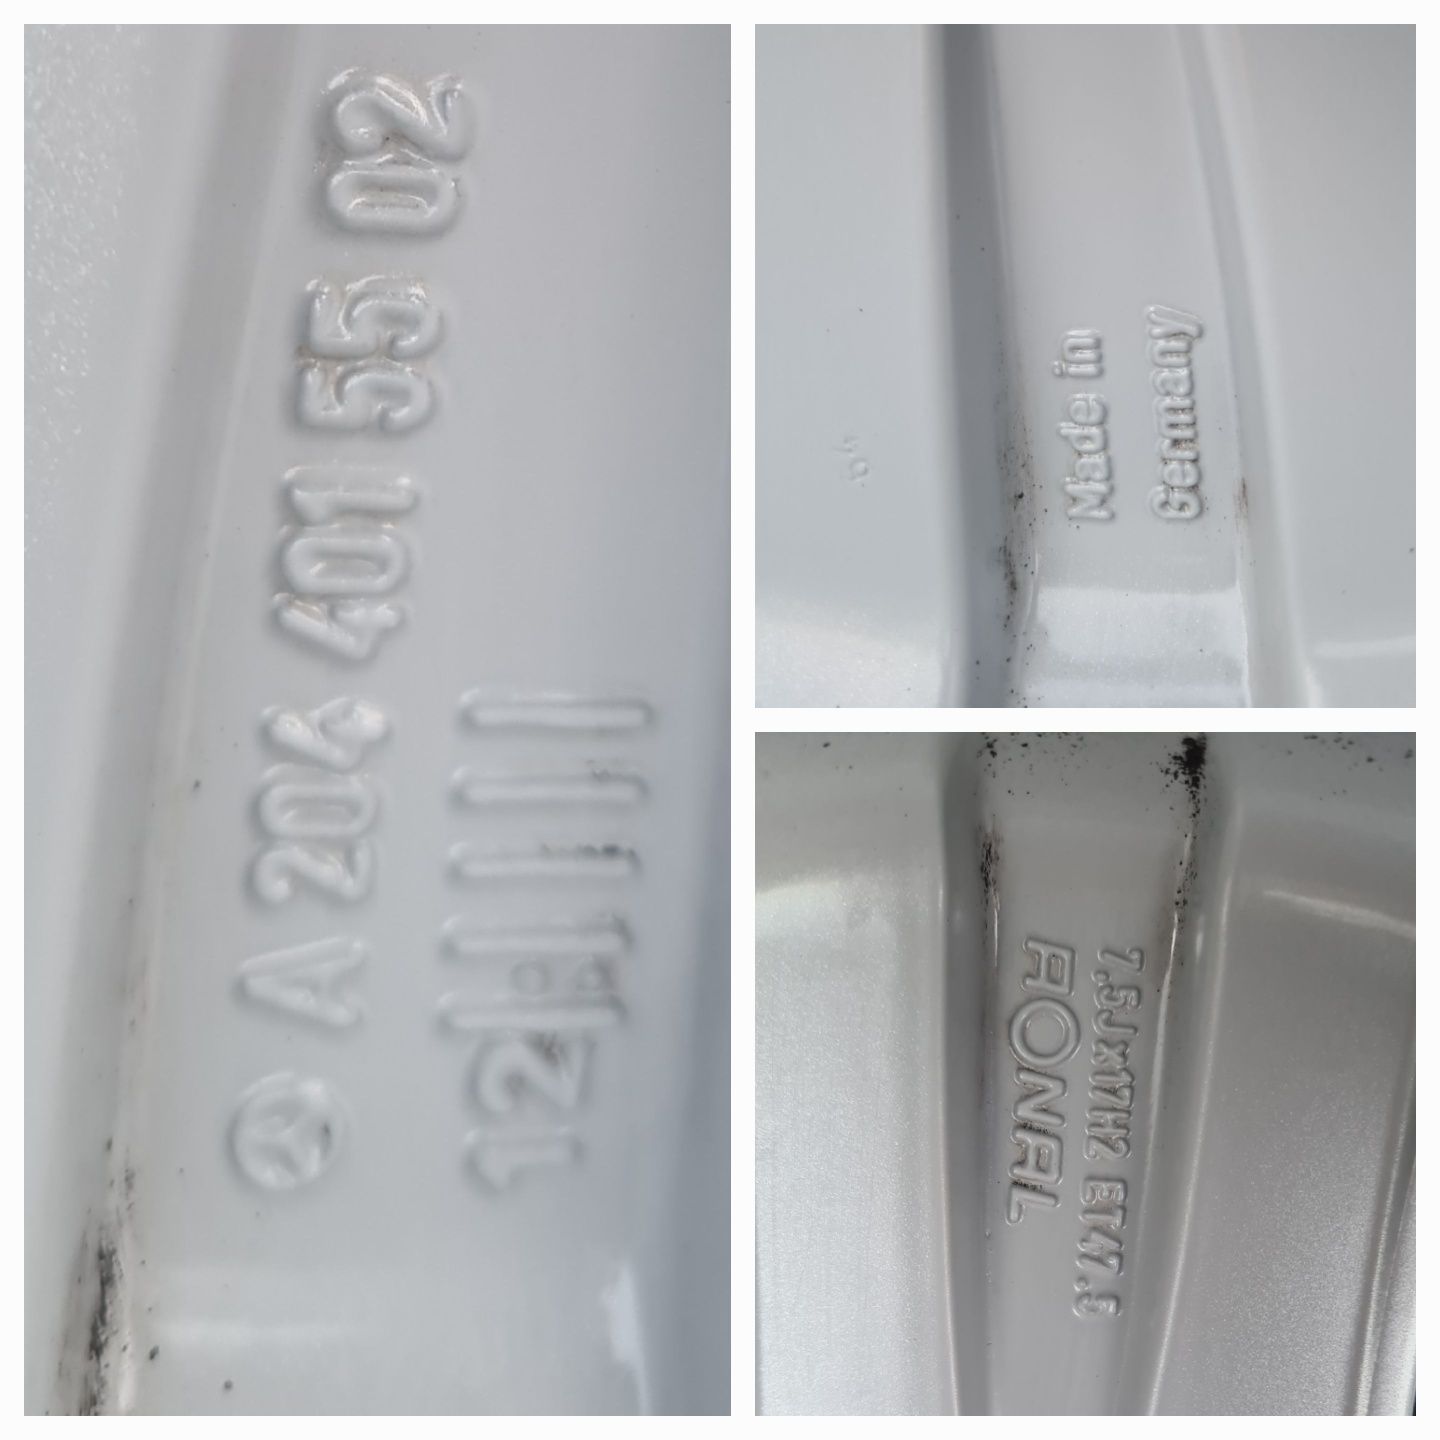 A 204 401 55 02
12
Made in
Germany
RONAL
7,5Jx17H2 ET47.5